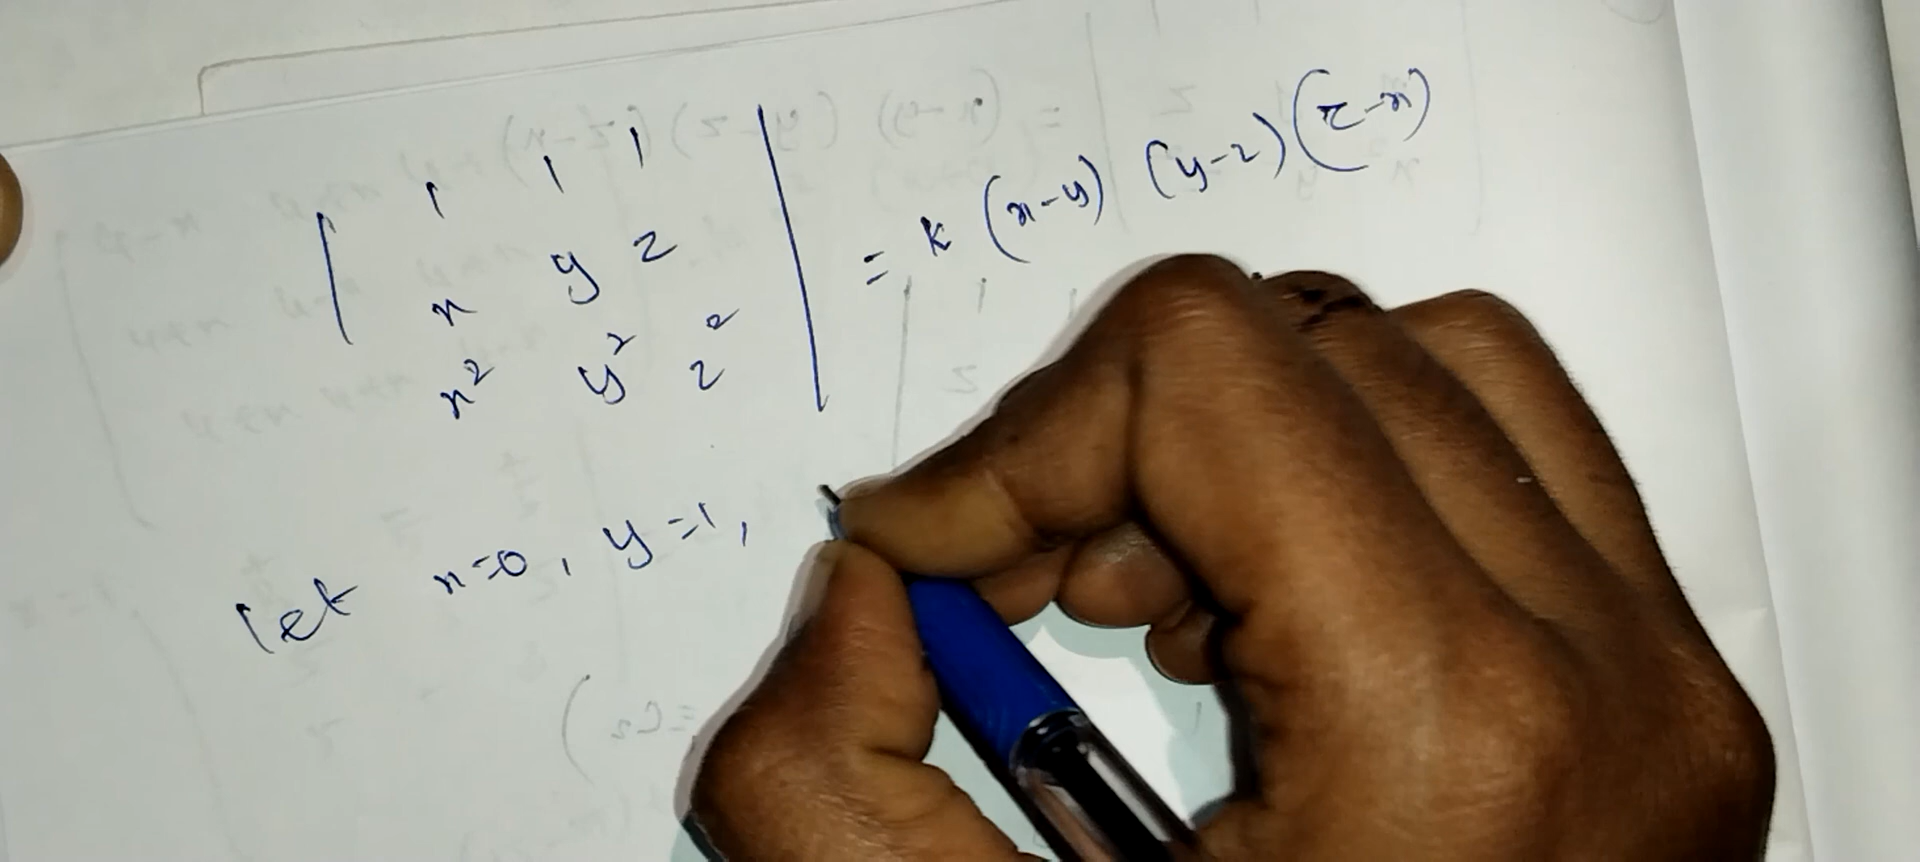 | 1 1 1 |
| x y z | = k (x-y) (y-z) (z-x)
| x² y² z² |
Let x=0, y=1,